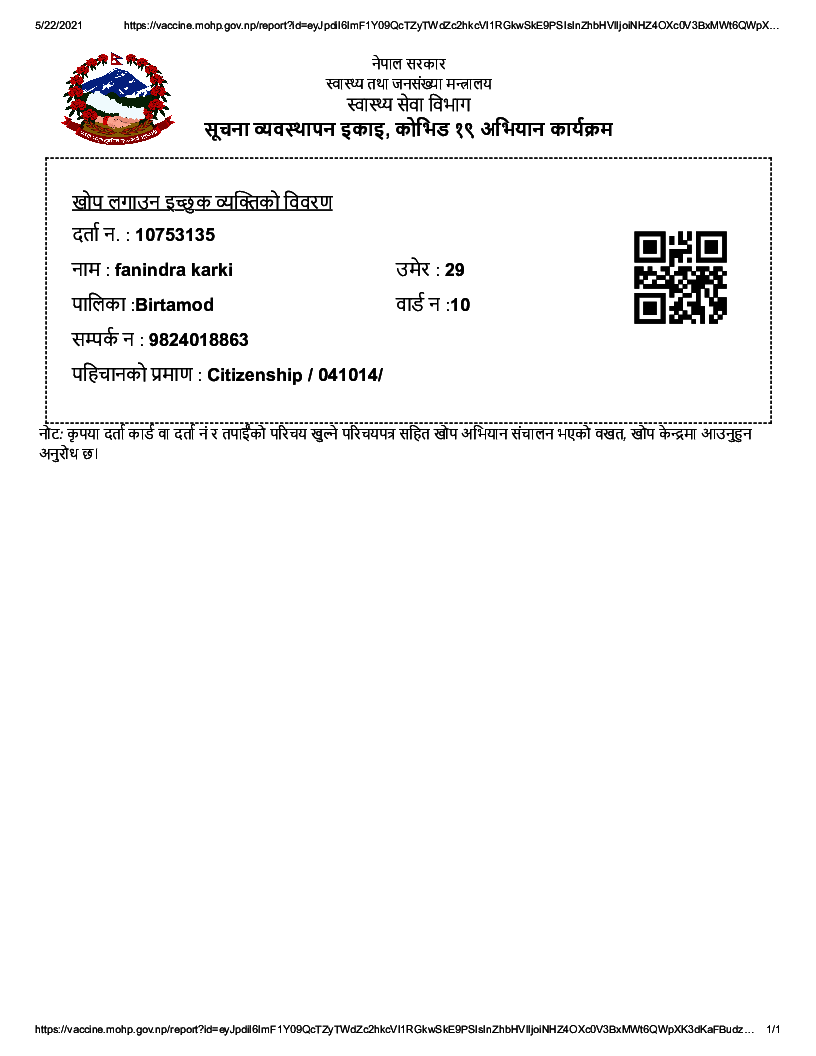 5/22/2021 https://vaccine.mohp.gov.np/report?id=eyJpdiI6ImF1Y09QcTZyTWdZc2hkcVI1RGkwSkE9PSIsInZhbHVlIjoiNHZ4OXc0V3BxMWt6QWpX…
नेपाल सरकार
स्वास्थ्य तथा जनसंख्या मन्त्रालय
स्वास्थ्य सेवा विभाग
सूचना व्यवस्थापन इकाइ, कोभिड १९ अभियान कार्यक्रम
खोप लगाउन इच्छुक व्यक्तिको विवरण
दर्ता न. : 10753135
नाम : fanindra karki उमेर : 29
पालिका :Birtamod वार्ड न :10
सम्पर्क न : 9824018863
पहिचानको प्रमाण : Citizenship / 041014/
नोट: कृपया दर्ता कार्ड वा दर्ता नं र तपाईंको परिचय खुल्ने परिचयपत्र सहित खोप अभियान संचालन भएको वखत, खोप केन्द्रमा आउनुहुन
अनुरोध छ।
https://vaccine.mohp.gov.np/report?id=eyJpdiI6ImF1Y09QcTZyTWdZc2hkcVI1RGkwSkE9PSIsInZhbHVlIjoiNHZ4OXc0V3BxMWt6QWpXK3dKaFBudz… 1/1